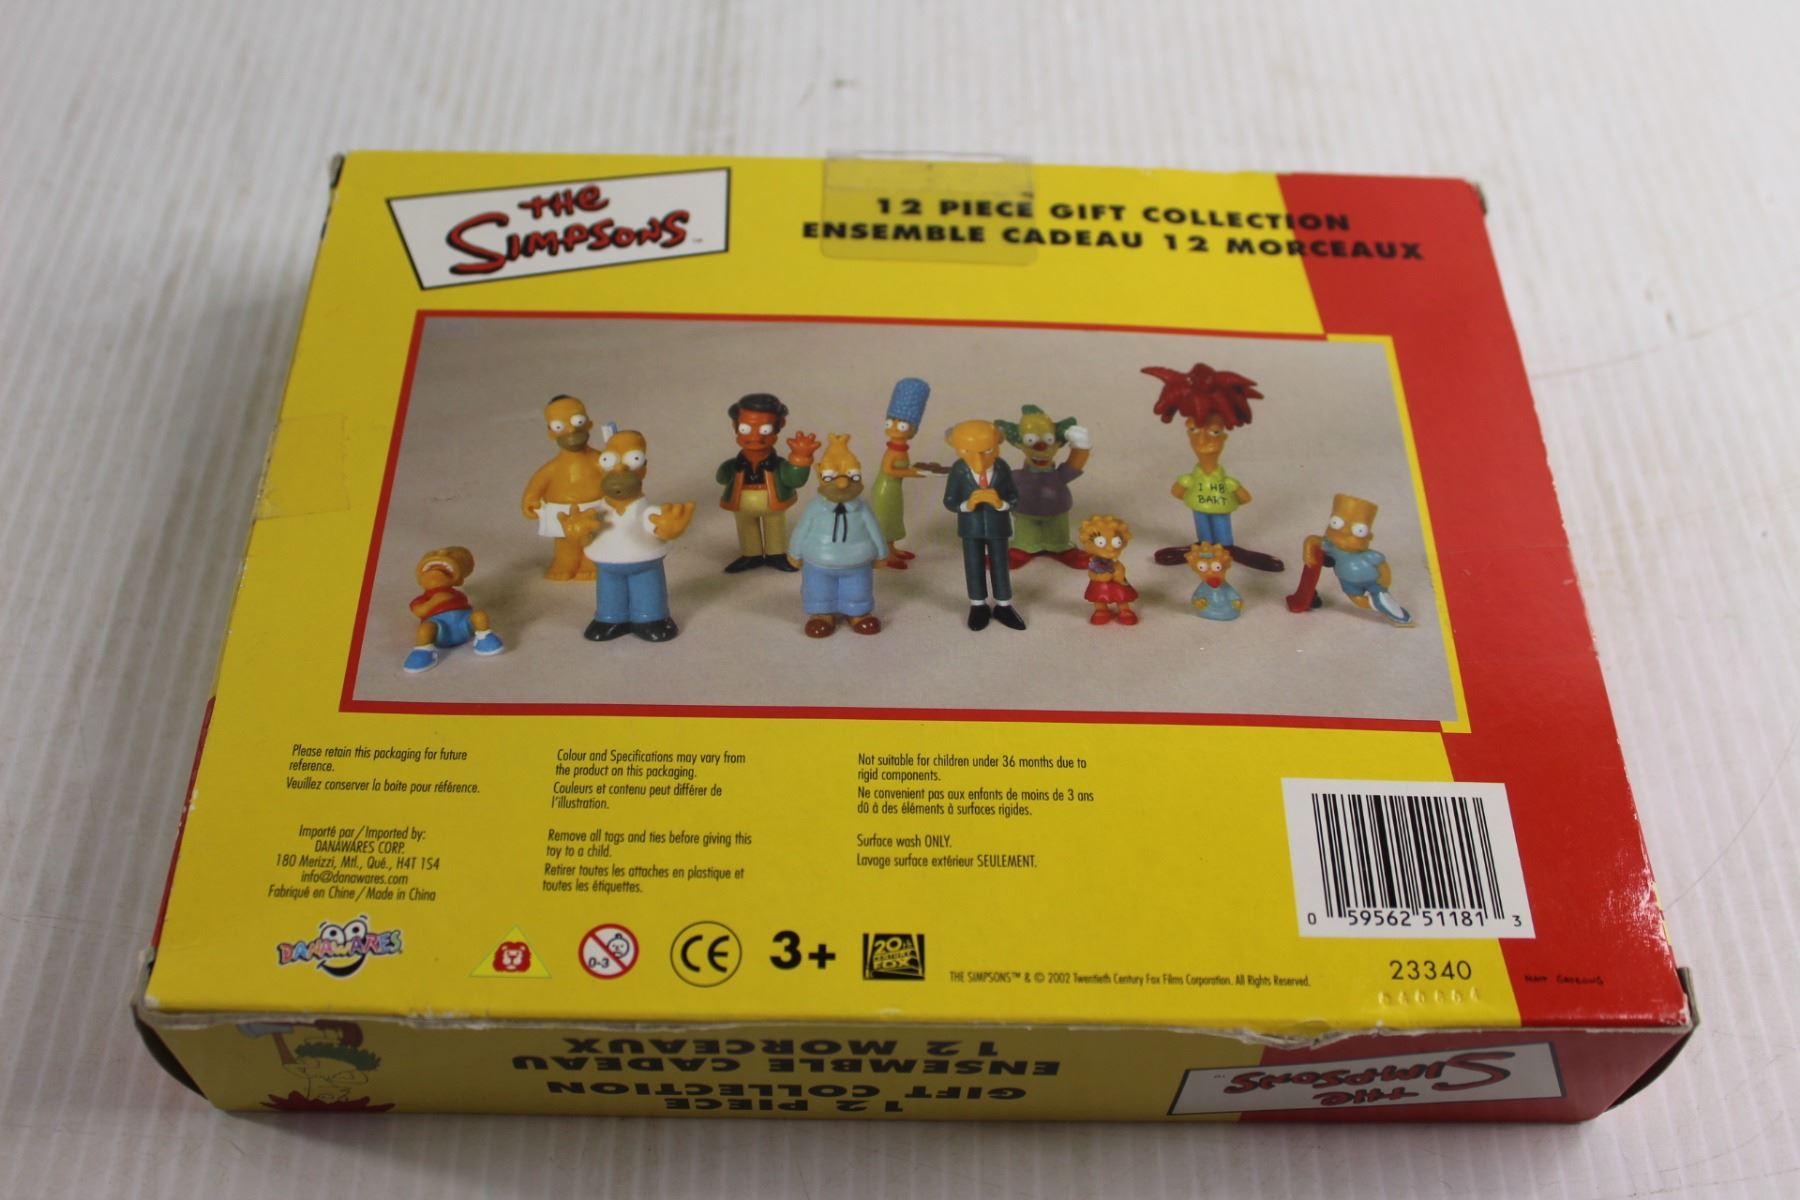 THE
SIMPSONS™
12 PIECE GIFT COLLECTION
ENSEMBLE CADEAU 12 MORCEAUX
I H8
BART
Please retain this packaging for future
reference.
Veuillez conserver la boite pour référence.
Importé par/Imported by:
DANAWARES CORP.
180 Merizzi, Mtl., Qué., H4T 1S4
info@danawares.com
Fabriqué en Chine/Made in China
DANAWARES
Colour and Specifications may vary from
the product on this packaging.
Couleurs et contenu peut différer de
l'illustration.
Remove all tags and ties before giving this
toy to a child.
Retirer toutes les attaches en plastique et
toutes les étiquettes.
Not suitable for children under 36 months due to
rigid components.
Ne convenient pas aux enfants de moins de 3 ans
dû à des éléments à surfaces rigides.
Surface wash ONLY.
Lavage surface extérieur SEULEMENT.
0-3
CE
3+
20th
CENTURY
FOX
THE SIMPSONS™ & © 2002 Twentieth Century Fox Films Corporation. All Rights Reserved.
0 59562 51181 3
23340
MATT GROENING
12 PIECE
GIFT COLLECTION
ENSEMBLE CADEAU
12 MORCEAUX
THE
SIMPSONS™